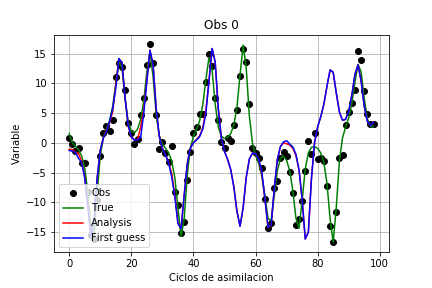 Obs 0
15
10
5
0
−5
−10
−15
Variable
Obs
True
Analysis
First guess
0 20 40 60 80 100
Ciclos de asimilacion